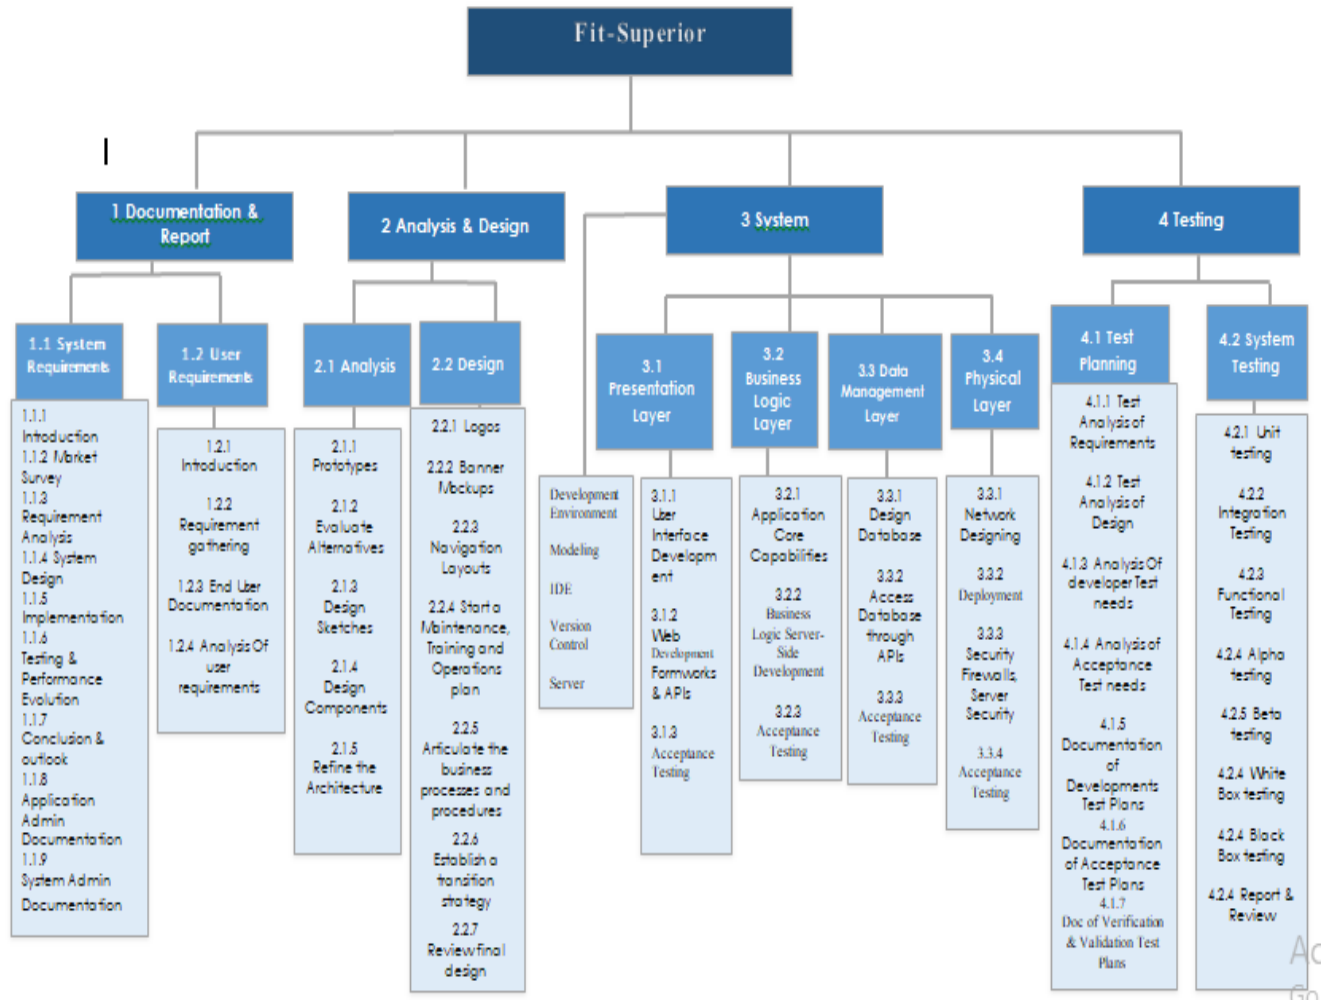 Fit-Superior
1 Documentation &
Report
2 Analysis & Design
3 System
4 Testing
1.1 System
Requirements
1.1.1
Introduction
1.1.2 Market
Survey
1.1.3
Requirement
Analysis
1.1.4 System
Design
1.1.5
Implementation
1.1.6
Testing &
Performance
Evolution
1.1.7
Conclusion &
outlook
1.1.8
Application
Admin
Documentation
1.1.9
System Admin
Documentation
1.2 User
Requirements
1.2.1
Introduction
1.2.2
Requirement
gathering
1.2.3 End User
Documentation
1.2.4 Analysis Of
user
requirements
2.1 Analysis
2.1.1
Prototypes
2.1.2
Evaluate
Alternatives
2.1.3
Design
Sketches
2.1.4
Design
Components
2.1.5
Refine the
Architecture
2.2 Design
2.2.1 Logos
2.2.2 Banner
Mockups
2.2.3
Navigation
Layouts
2.2.4 Start a
Maintenance,
Training and
Operations
plan
2.2.5
Articulate the
business
processes and
procedures
2.2.6
Establish a
transition
strategy
2.2.7
Review final
design
Development
Environment
Modeling
IDE
Version
Control
Server
3.1
Presentation
Layer
3.1.1
User
Interface
Developm
ent
3.1.2
Web
Development
Formworks
& APIs
3.1.3
Acceptance
Testing
3.2
Business
Logic
Layer
3.2.1
Application
Core
Capabilities
3.2.2
Business
Logic Server-
Side
Development
3.2.3
Acceptance
Testing
3.3 Data
Management
Layer
3.3.1
Design
Database
3.3.2
Access
Database
through
APIs
3.3.3
Acceptance
Testing
3.4
Physical
Layer
3.3.1
Network
Designing
3.3.2
Deployment
3.3.3
Security
Firewalls,
Server
Security
3.3.4
Acceptance
Testing
4.1 Test
Planning
4.1.1 Test
Analysis of
Requirements
4.1.2 Test
Analysis of
Design
4.1.3 Analysis Of
developer Test
needs
4.1.4 Analysis of
Acceptance
Test needs
4.1.5
Documentation
of
Developments
Test Plans
4.1.6
Documentation
of Acceptance
Test Plans
4.1.7
Doc of Verification
& Validation Test
Plans
4.2 System
Testing
4.2.1 Unit
testing
4.2.2
Integration
Testing
4.2.3
Functional
Testing
4.2.4 Alpha
testing
4.2.5 Beta
testing
4.2.4 White
Box testing
4.2.4 Black
Box testing
4.2.4 Report &
Review